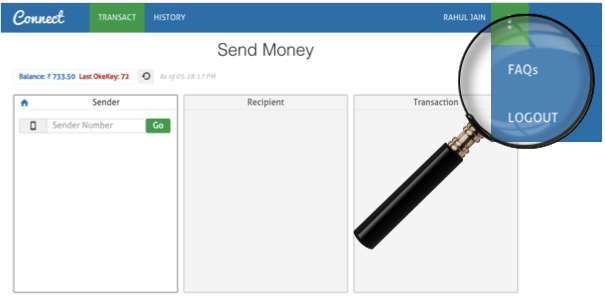 Connect TRANSACT HISTORY RAHUL JAIN
Send Money
Balance: ₹ 733.50 Last OkeKey: 72 As of 05:28:17 PM
FAQs
Sender Recipient Transaction
LOGOUT
Sender Number Go